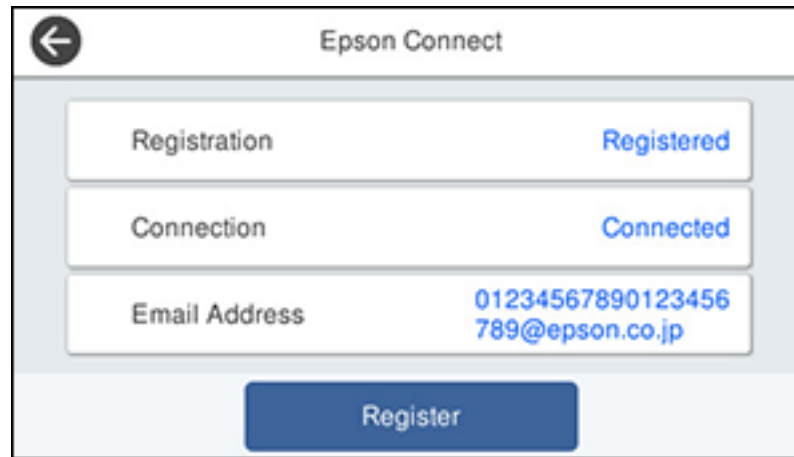 Epson Connect
Registration Registered
Connection Connected
Email Address 01234567890123456
789@epson.co.jp
Register